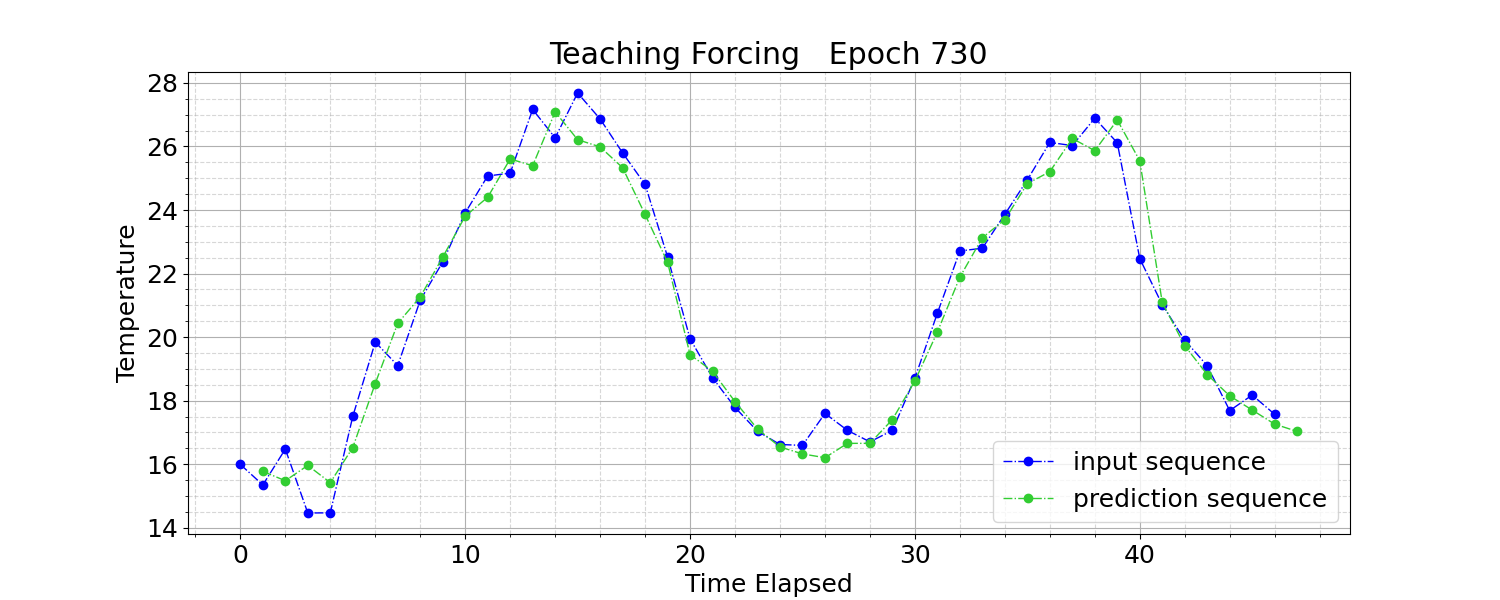 Teaching Forcing   Epoch 730
28
26
24
22
20
18
16
14
Temperature
0 10 20 30 40
Time Elapsed
input sequence
prediction sequence